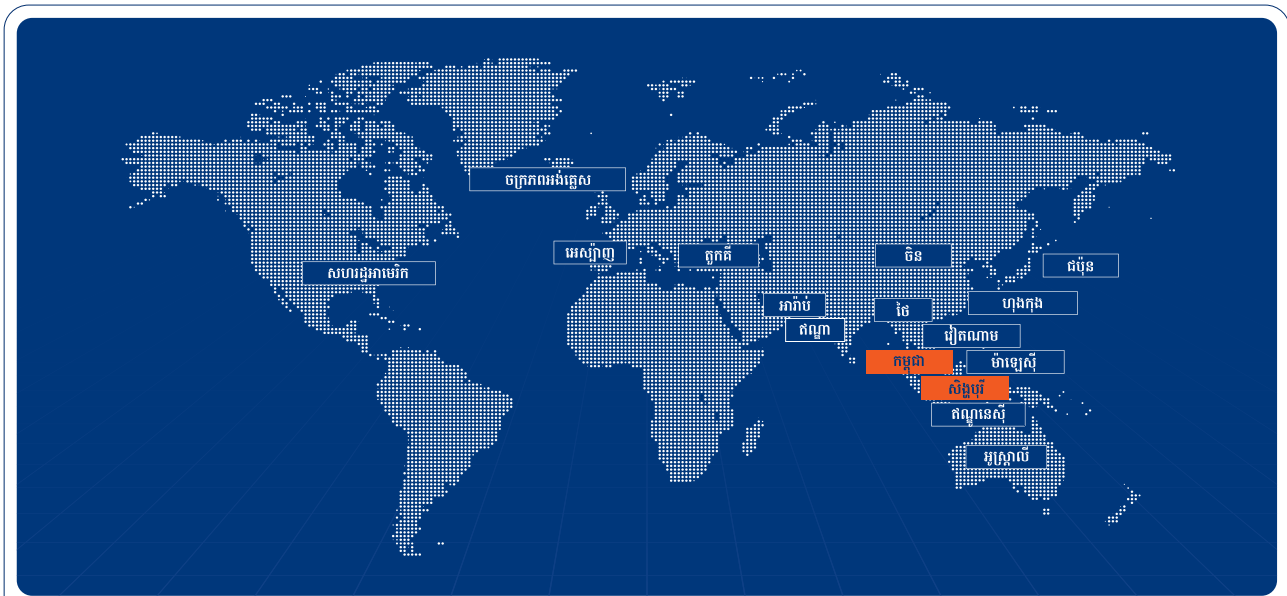 ចក្រភពអង់គ្លេស
អេស្ប៉ាញ
តួកគី
ចិន
ជប៉ុន
សហរដ្ឋអាមេរិក
អារ៉ាប់
ថៃ
ហុងកុង
ឥណ្ឌា
វៀតណាម
កម្ពុជា
ម៉ាឡេស៊ី
សិង្ហបុរី
ឥណ្ឌូនេស៊ី
អូស្ត្រាលី